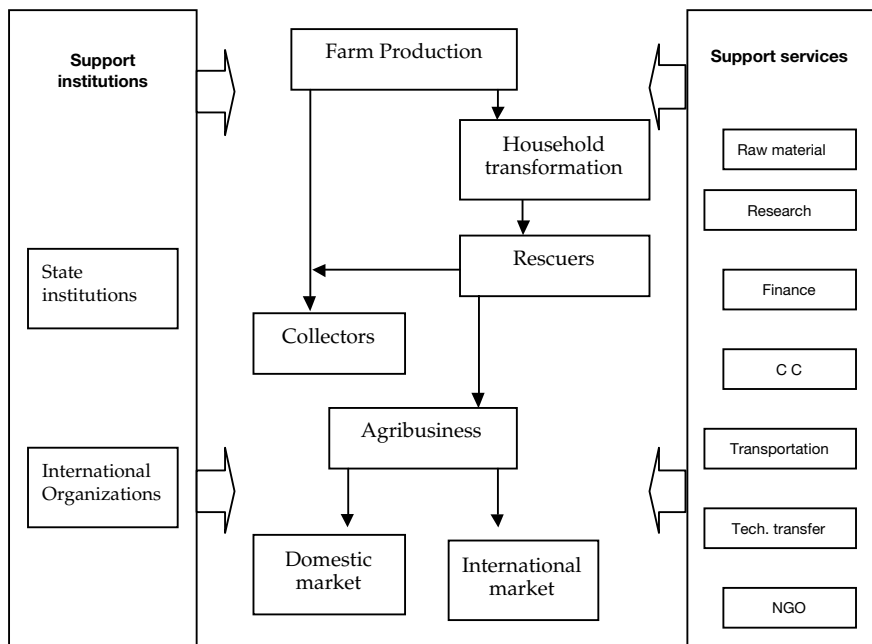 Support
institutions
State
institutions
International
Organizations
Farm Production
Household
transformation
Rescuers
Collectors
Agribusiness
Domestic
market
International
market
Support services
Raw material
Research
Finance
C C
Transportation
Tech. transfer
NGO